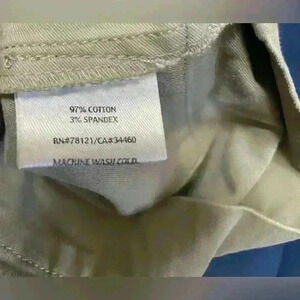 97% COTTON
3% SPANDEX
RN#78121/CA#34460
MACHINE WASH COLD